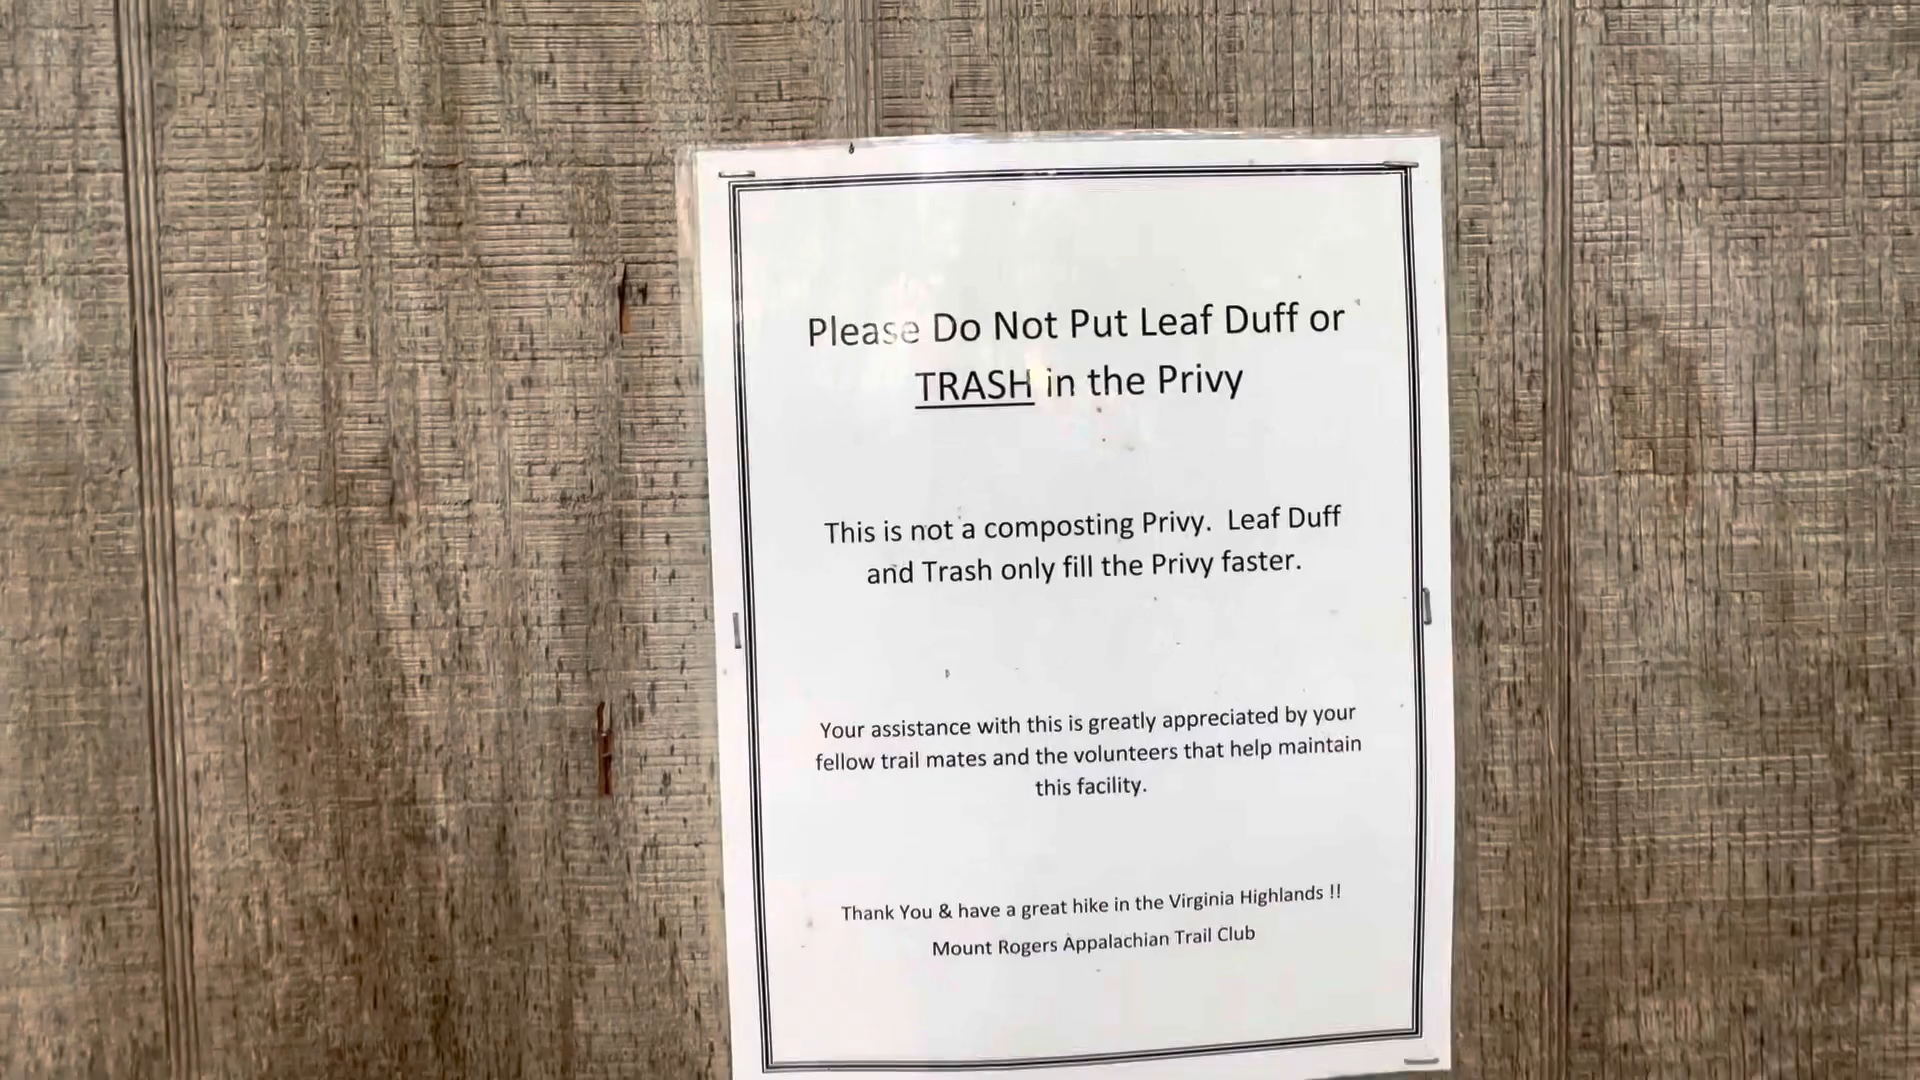 Please Do Not Put Leaf Duff or
TRASH in the Privy
This is not a composting Privy.  Leaf Duff
and Trash only fill the Privy faster.
Your assistance with this is greatly appreciated by your
fellow trail mates and the volunteers that help maintain
this facility.
Thank You & have a great hike in the Virginia Highlands !!
Mount Rogers Appalachian Trail Club